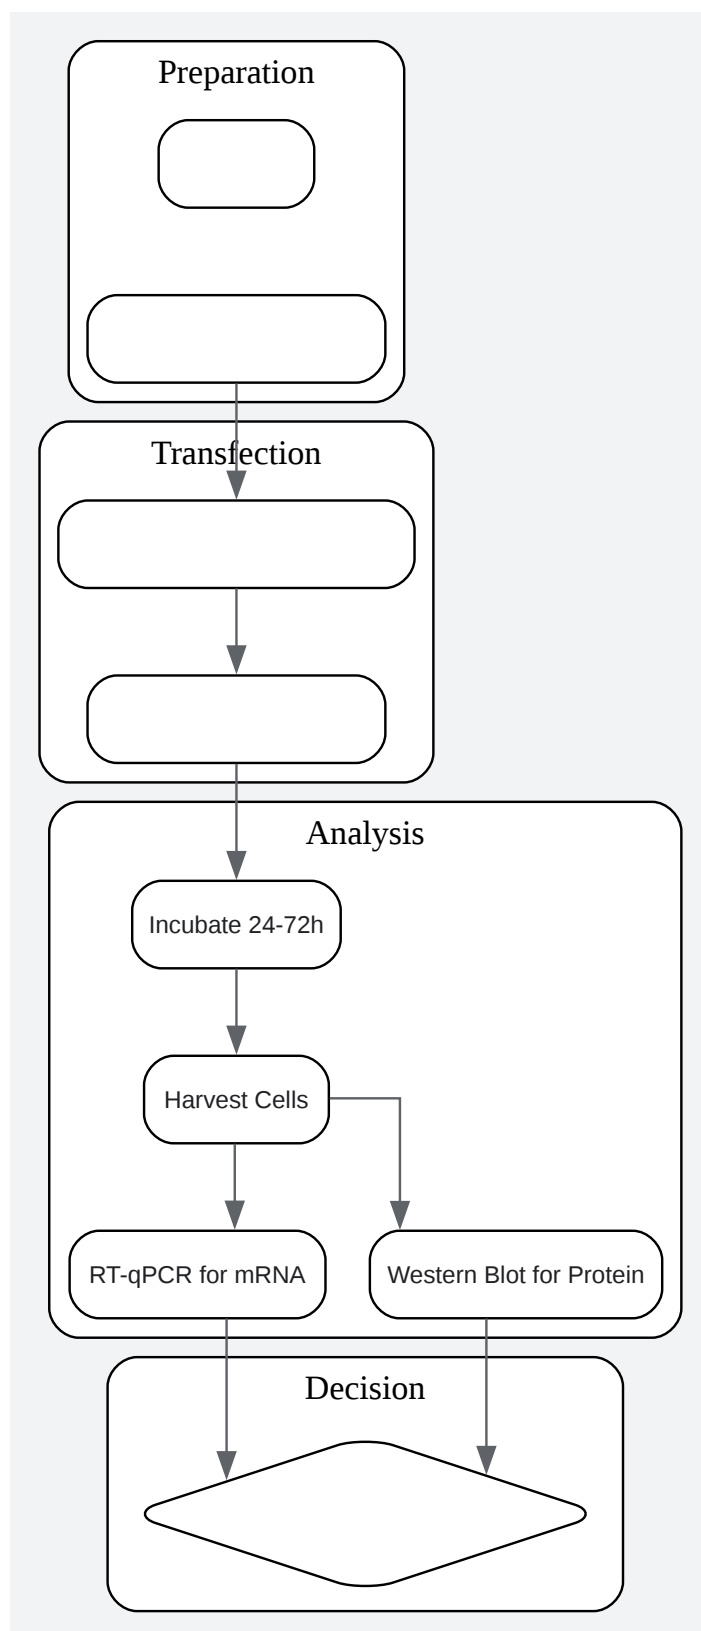 Preparation
Transfection
Analysis
Incubate 24-72h
Harvest Cells
RT-qPCR for mRNA
Western Blot for Protein
Decision